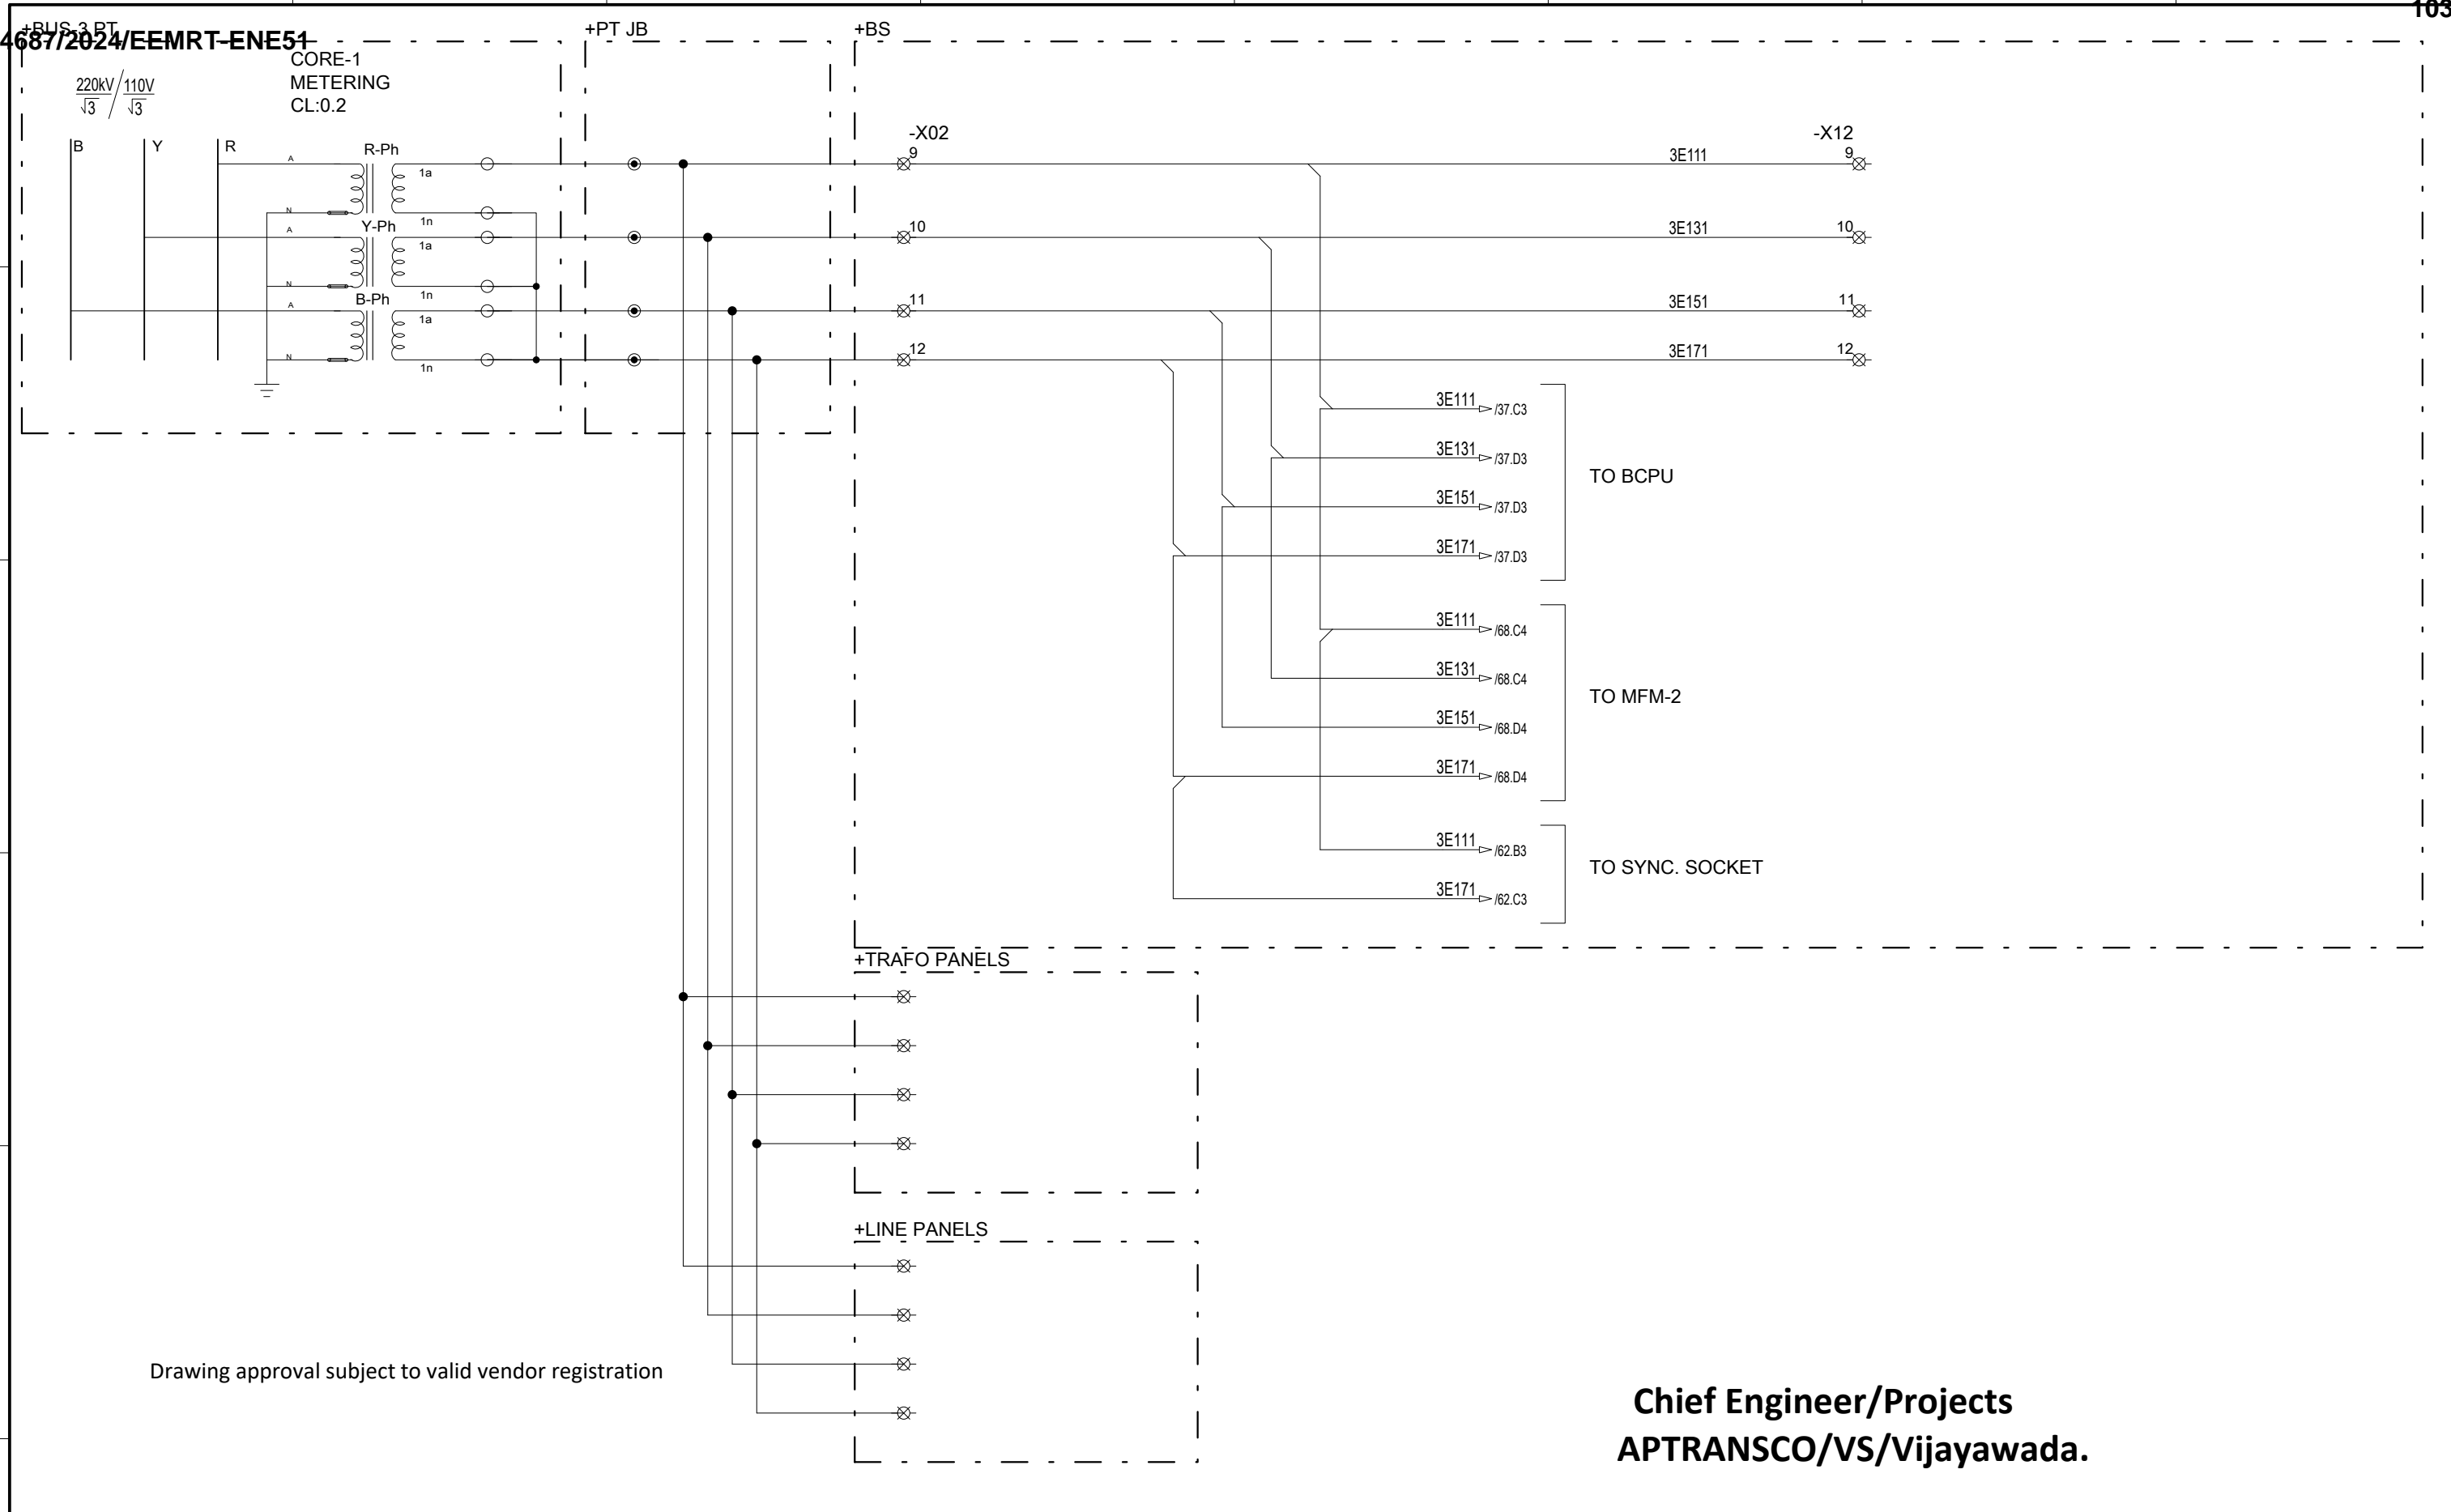 103
+BUS-3 PT
4687/2024/EEMRT-ENE51
+PT JB
+BS
220kV/√3 / 110V/√3
CORE-1
METERING
CL:0.2
B
Y
R
A
R-Ph
1a
N
1n
A
Y-Ph
1a
N
1n
A
B-Ph
1a
N
1n
-X02
-X12
9
3E111
9
10
3E131
10
11
3E151
11
12
3E171
12
3E111 /37.C3
3E131 /37.D3
TO BCPU
3E151 /37.D3
3E171 /37.D3
3E111 /68.C4
3E131 /68.C4
TO MFM-2
3E151 /68.D4
3E171 /68.D4
3E111 /62.B3
TO SYNC. SOCKET
3E171 /62.C3
+TRAFO PANELS
+LINE PANELS
Drawing approval subject to valid vendor registration
Chief Engineer/Projects
APTRANSCO/VS/Vijayawada.